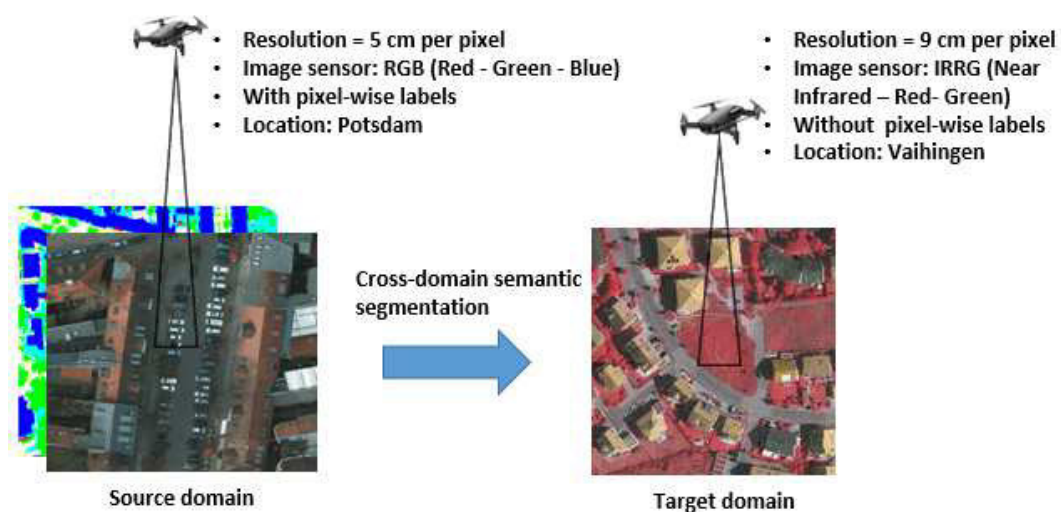 • Resolution = 5 cm per pixel
• Image sensor: RGB (Red - Green - Blue)
• With pixel-wise labels
• Location: Potsdam
• Resolution = 9 cm per pixel
• Image sensor: IRRG (Near
Infrared – Red- Green)
• Without pixel-wise labels
• Location: Vaihingen
Cross-domain semantic
segmentation
Source domain
Target domain